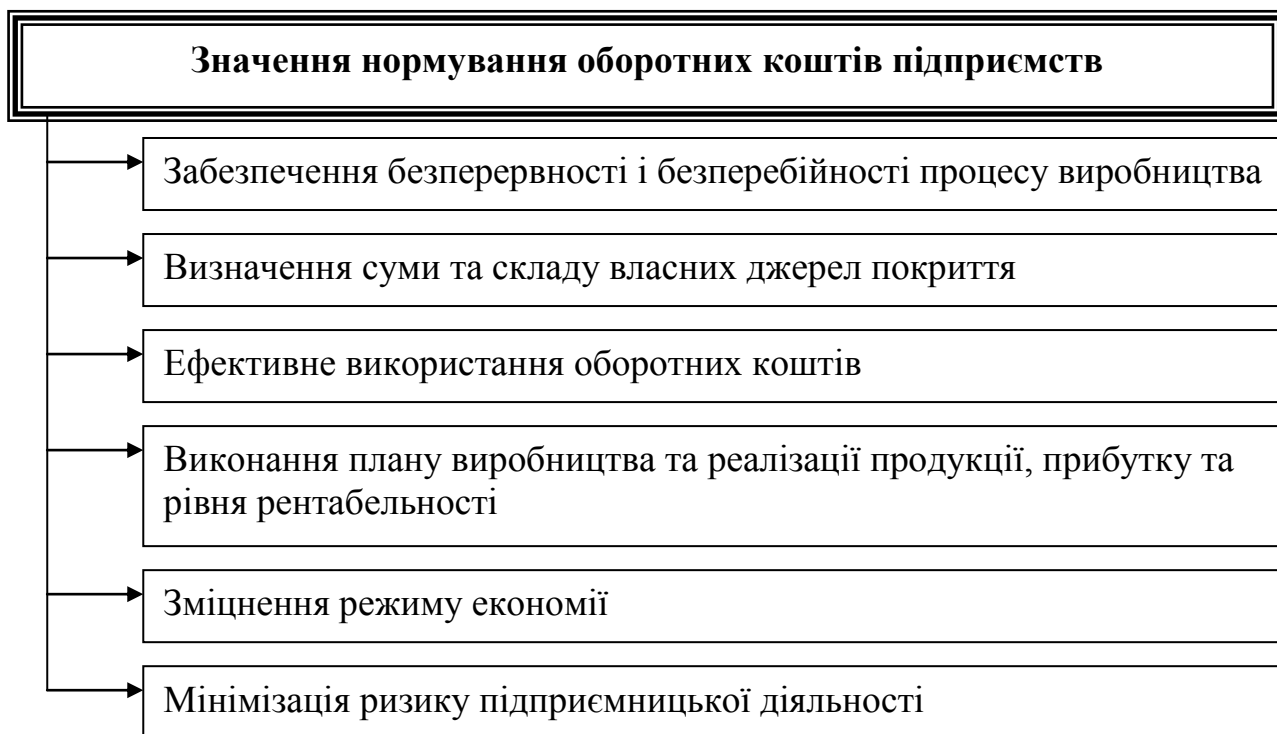 Значення нормування оборотних коштів підприємств
Забезпечення безперервності і безперебійності процесу виробництва
Визначення суми та складу власних джерел покриття
Ефективне використання оборотних коштів
Виконання плану виробництва та реалізації продукції, прибутку та
рівня рентабельності
Зміцнення режиму економії
Мінімізація ризику підприємницької діяльності